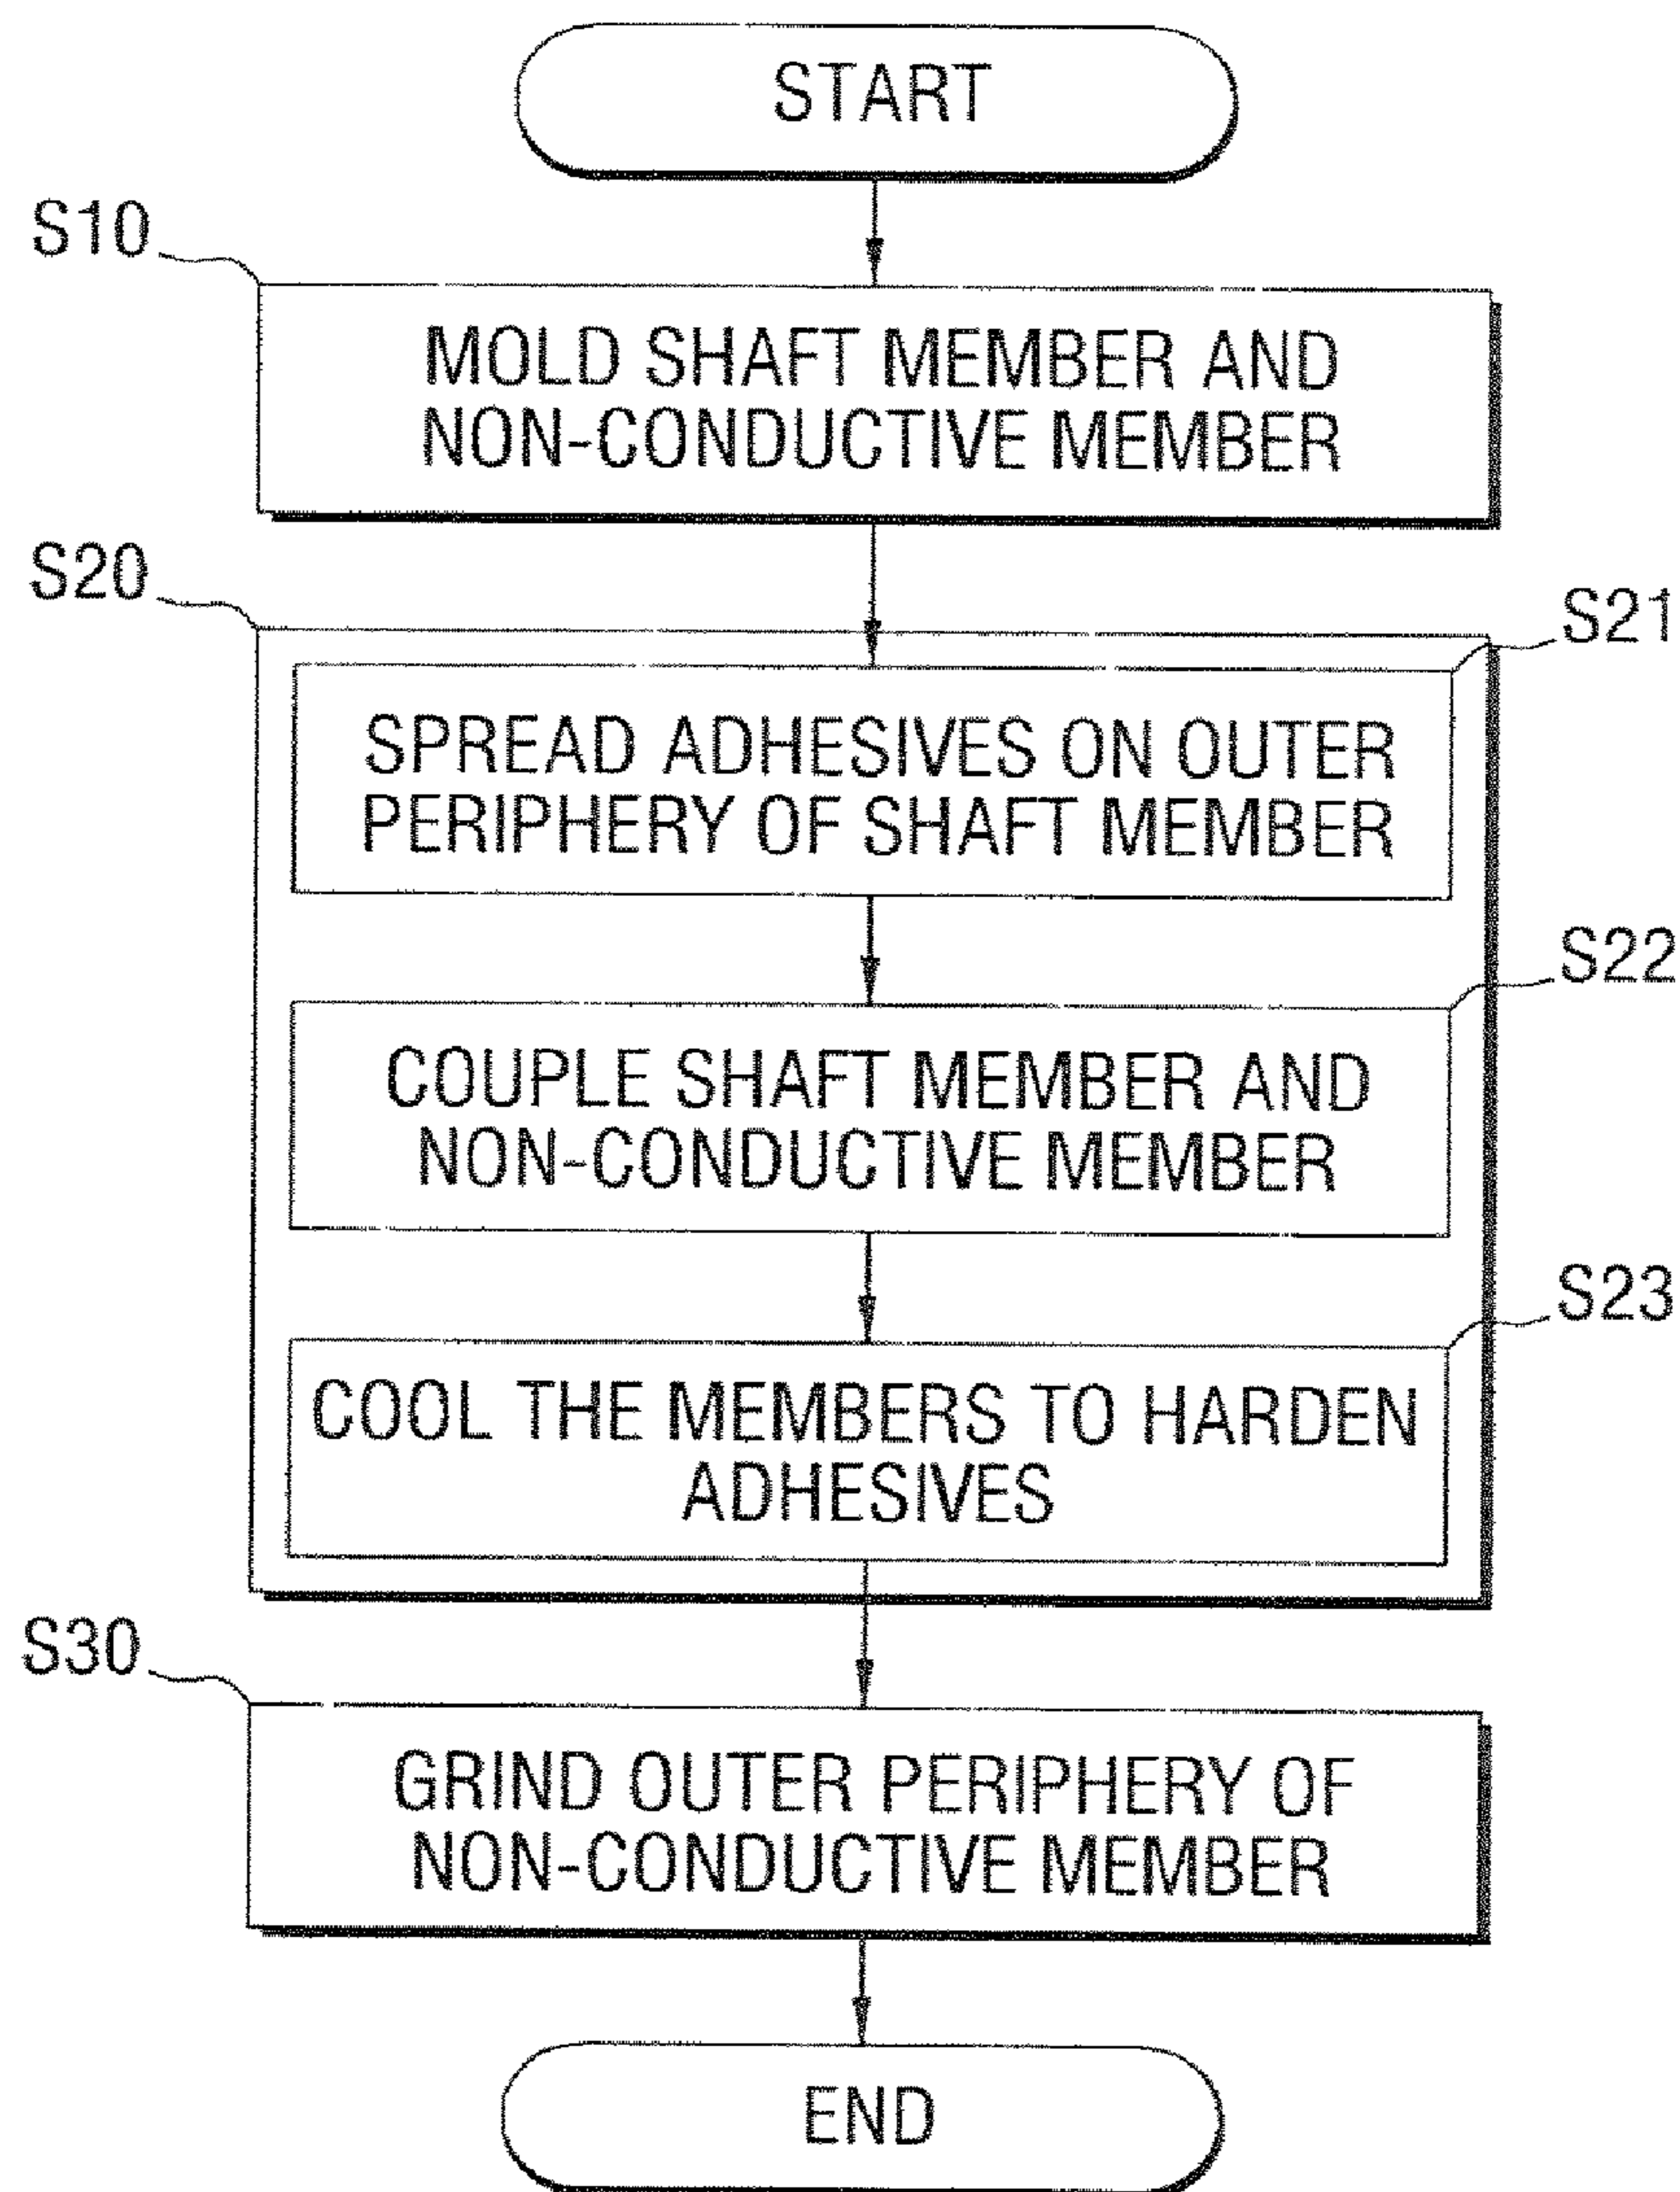 START
S10
MOLD SHAFT MEMBER AND
NON-CONDUCTIVE MEMBER
S20
S21
SPREAD ADHESIVES ON OUTER
PERIPHERY OF SHAFT MEMBER
S22
COUPLE SHAFT MEMBER AND
NON-CONDUCTIVE MEMBER
S23
COOL THE MEMBERS TO HARDEN
ADHESIVES
S30
GRIND OUTER PERIPHERY OF
NON-CONDUCTIVE MEMBER
END